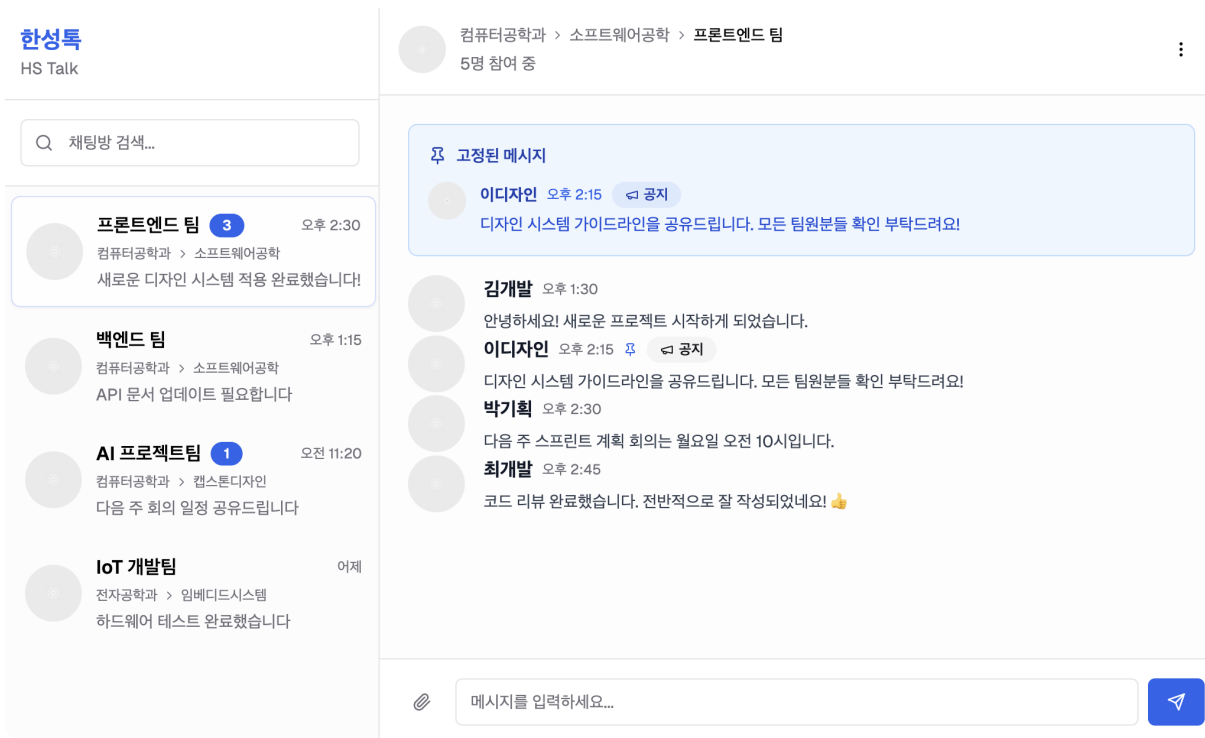 한성톡
HS Talk
채팅방 검색...
프론트엔드 팀 3 오후 2:30
컴퓨터공학과 > 소프트웨어공학
새로운 디자인 시스템 적용 완료했습니다!
백엔드 팀 오후 1:15
컴퓨터공학과 > 소프트웨어공학
API 문서 업데이트 필요합니다
AI 프로젝트팀 1 오전 11:20
컴퓨터공학과 > 캡스톤디자인
다음 주 회의 일정 공유드립니다
IoT 개발팀 어제
전자공학과 > 임베디드시스템
하드웨어 테스트 완료했습니다
컴퓨터공학과 > 소프트웨어공학 > 프론트엔드 팀
5명 참여 중
고정된 메시지
이디자인 오후 2:15 공지
디자인 시스템 가이드라인을 공유드립니다. 모든 팀원분들 확인 부탁드려요!
김개발 오후 1:30
안녕하세요! 새로운 프로젝트 시작하게 되었습니다.
이디자인 오후 2:15 공지
디자인 시스템 가이드라인을 공유드립니다. 모든 팀원분들 확인 부탁드려요!
박기획 오후 2:30
다음 주 스프린트 계획 회의는 월요일 오전 10시입니다.
최개발 오후 2:45
코드 리뷰 완료했습니다. 전반적으로 잘 작성되었네요! 👍
메시지를 입력하세요...